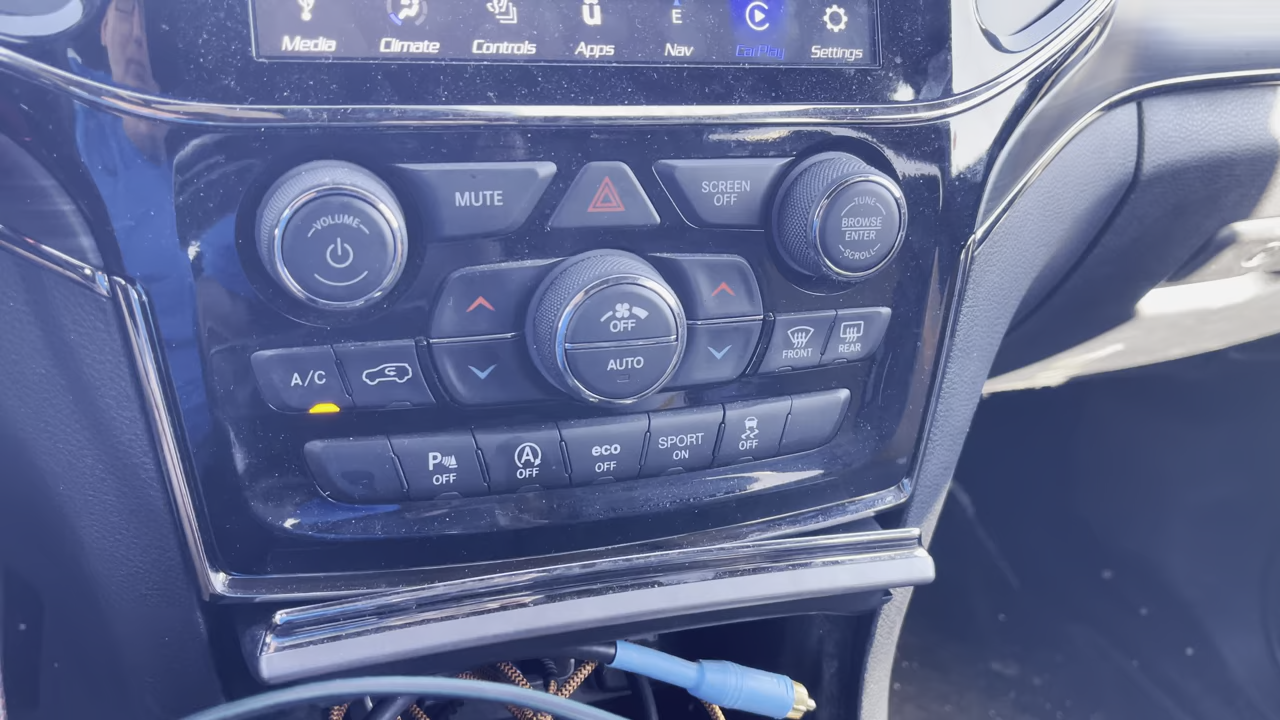 Media Climate Controls Apps E Nav CarPlay Settings
MUTE
SCREEN
OFF
VOLUME
TUNE
BROWSE
ENTER
SCROLL
OFF
AUTO
FRONT
REAR
A/C
P
OFF
A
OFF
eco
OFF
SPORT
ON
OFF